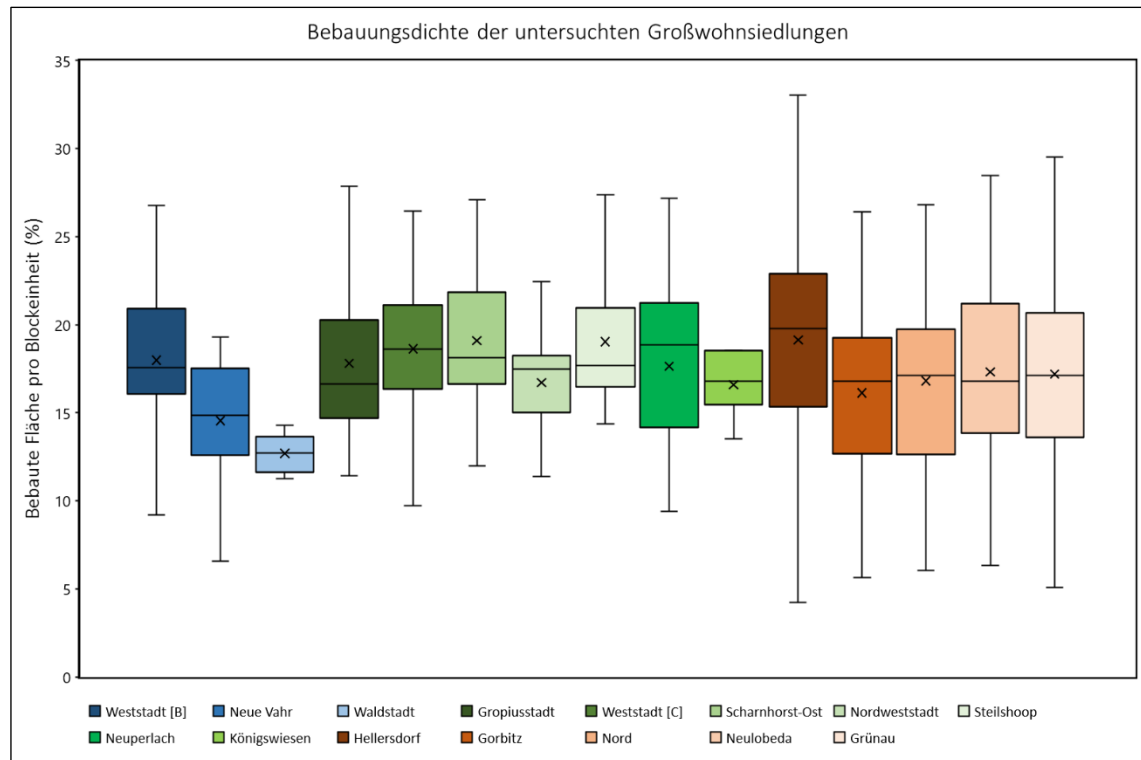 Bebauungsdichte der untersuchten Großwohnsiedlungen
Bebaute Fläche pro Blockeinheit (%)
35
30
25
20
15
10
5
0
Weststadt [B] Neue Vahr Waldstadt Gropiusstadt Weststadt [C] Scharnhorst-Ost Nordweststadt Steilshoop
Neuperlach Königswiesen Hellersdorf Gorbitz Nord Neulobeda Grünau